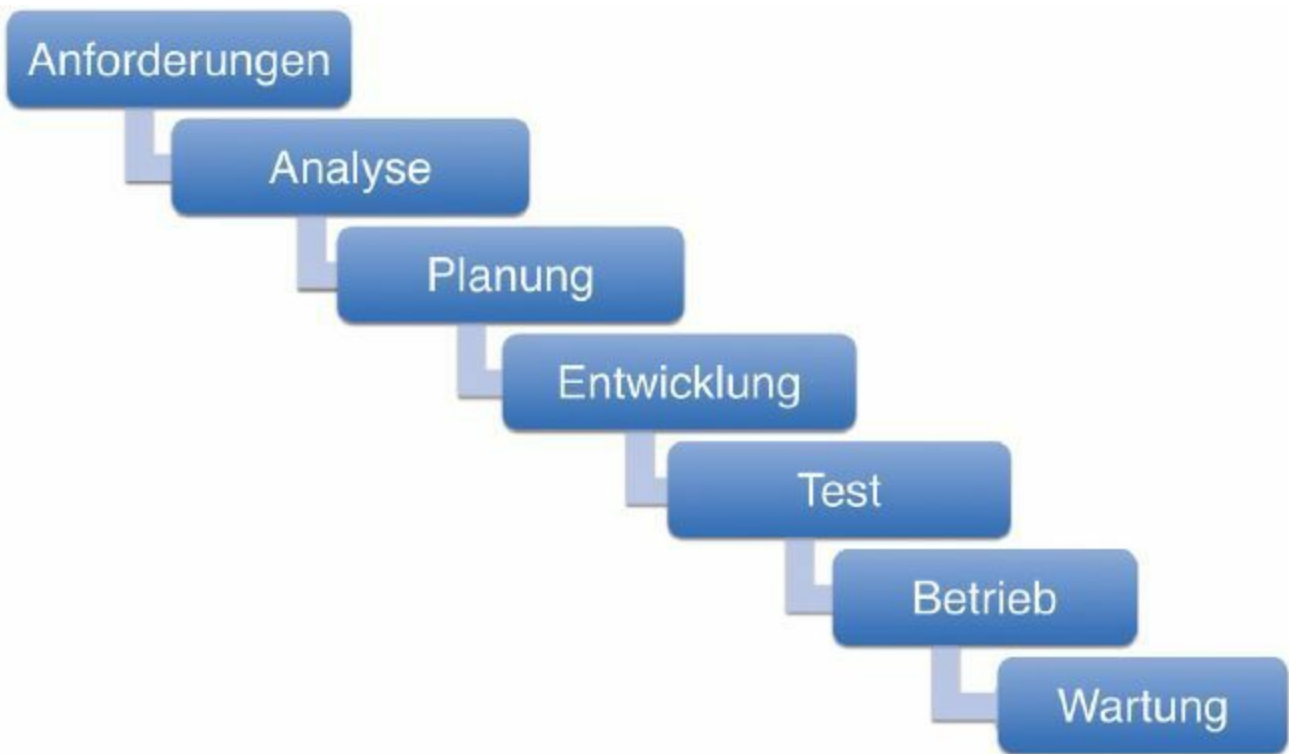 Anforderungen
Analyse
Planung
Entwicklung
Test
Betrieb
Wartung